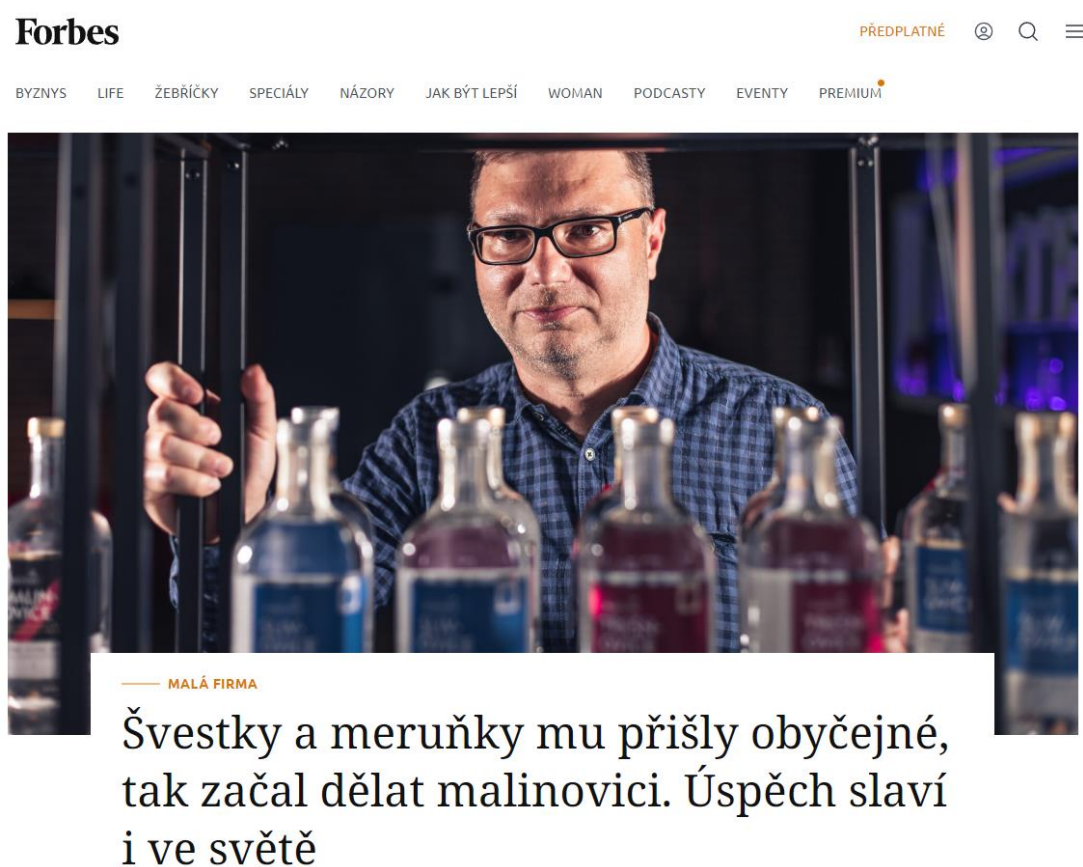 Forbes
PŘEDPLATNÉ
BYZNYS LIFE ŽEBŘÍČKY SPECIÁLY NÁZORY JAK BÝT LEPŠÍ WOMAN PODCASTY EVENTY PREMIUM
MALÁ FIRMA
Švestky a meruňky mu přišly obyčejné,
tak začal dělat malinovici. Úspěch slaví
i ve světě